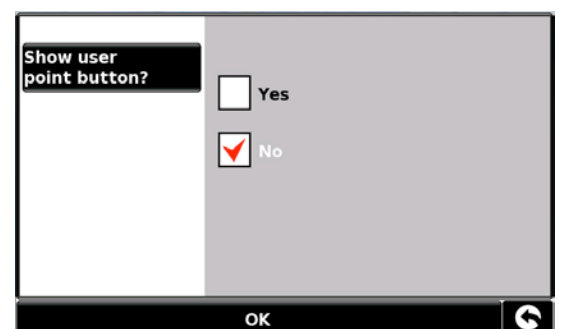 Show user
point button?
Yes
No
OK